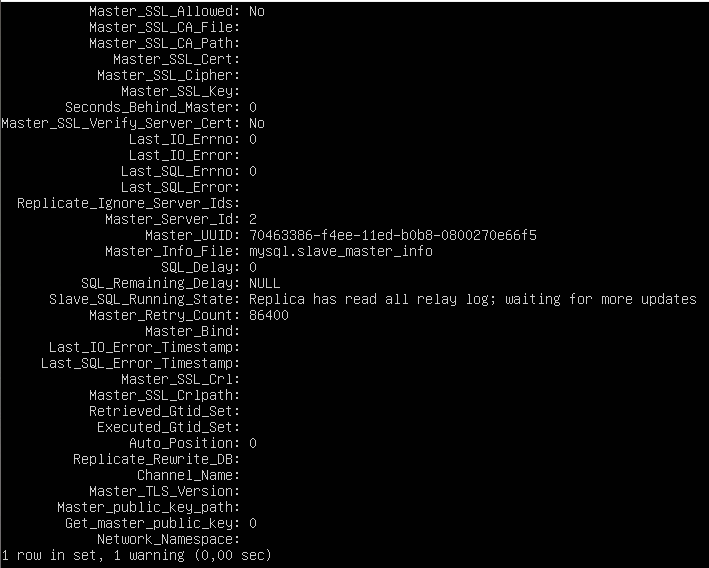 Master_SSL_Allowed: No
Master_SSL_CA_File:
Master_SSL_CA_Path:
Master_SSL_Cert:
Master_SSL_Cipher:
Master_SSL_Key:
Seconds_Behind_Master: 0
Master_SSL_Verify_Server_Cert: No
Last_IO_Errno: 0
Last_IO_Error:
Last_SQL_Errno: 0
Last_SQL_Error:
Replicate_Ignore_Server_Ids:
Master_Server_Id: 2
Master_UUID: 70463386-f4ee-11ed-b0b8-0800270e66f5
Master_Info_File: mysql.slave_master_info
SQL_Delay: 0
SQL_Remaining_Delay: NULL
Slave_SQL_Running_State: Replica has read all relay log; waiting for more updates
Master_Retry_Count: 86400
Master_Bind:
Last_IO_Error_Timestamp:
Last_SQL_Error_Timestamp:
Master_SSL_Crl:
Master_SSL_Crlpath:
Retrieved_Gtid_Set:
Executed_Gtid_Set:
Auto_Position: 0
Replicate_Rewrite_DB:
Channel_Name:
Master_TLS_Version:
Master_public_key_path:
Get_master_public_key: 0
Network_Namespace:
1 row in set, 1 warning (0,00 sec)